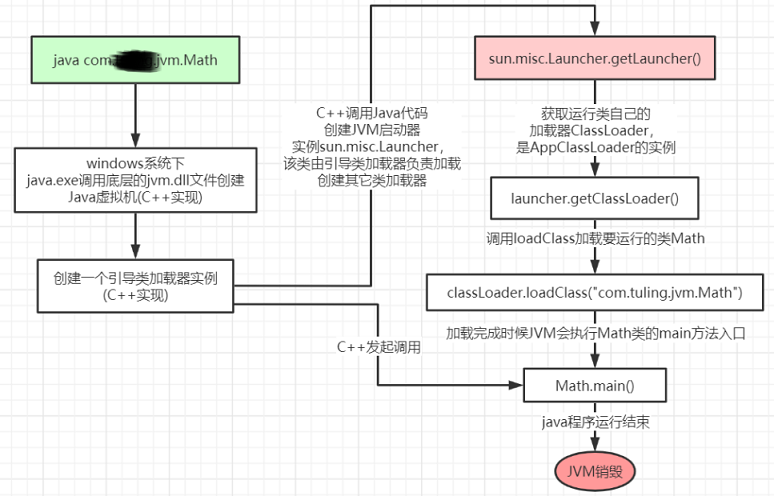 java com
.jvm.Math
windows系统下
java.exe调用底层的jvm.dll文件创建
Java虚拟机(C++实现)
创建一个引导类加载器实例
(C++实现)
C++调用Java代码
创建JVM启动器
实例sun.misc.Launcher，
该类由引导类加载器负责加载
创建其它类加载器
C++发起调用
sun.misc.Launcher.getLauncher()
获取运行类自己的
加载器ClassLoader，
是AppClassLoader的实例
launcher.getClassLoader()
调用loadClass加载要运行的类Math
classLoader.loadClass("com.tuling.jvm.Math")
加载完成时候JVM会执行Math类的main方法入口
Math.main()
java程序运行结束
JVM销毁